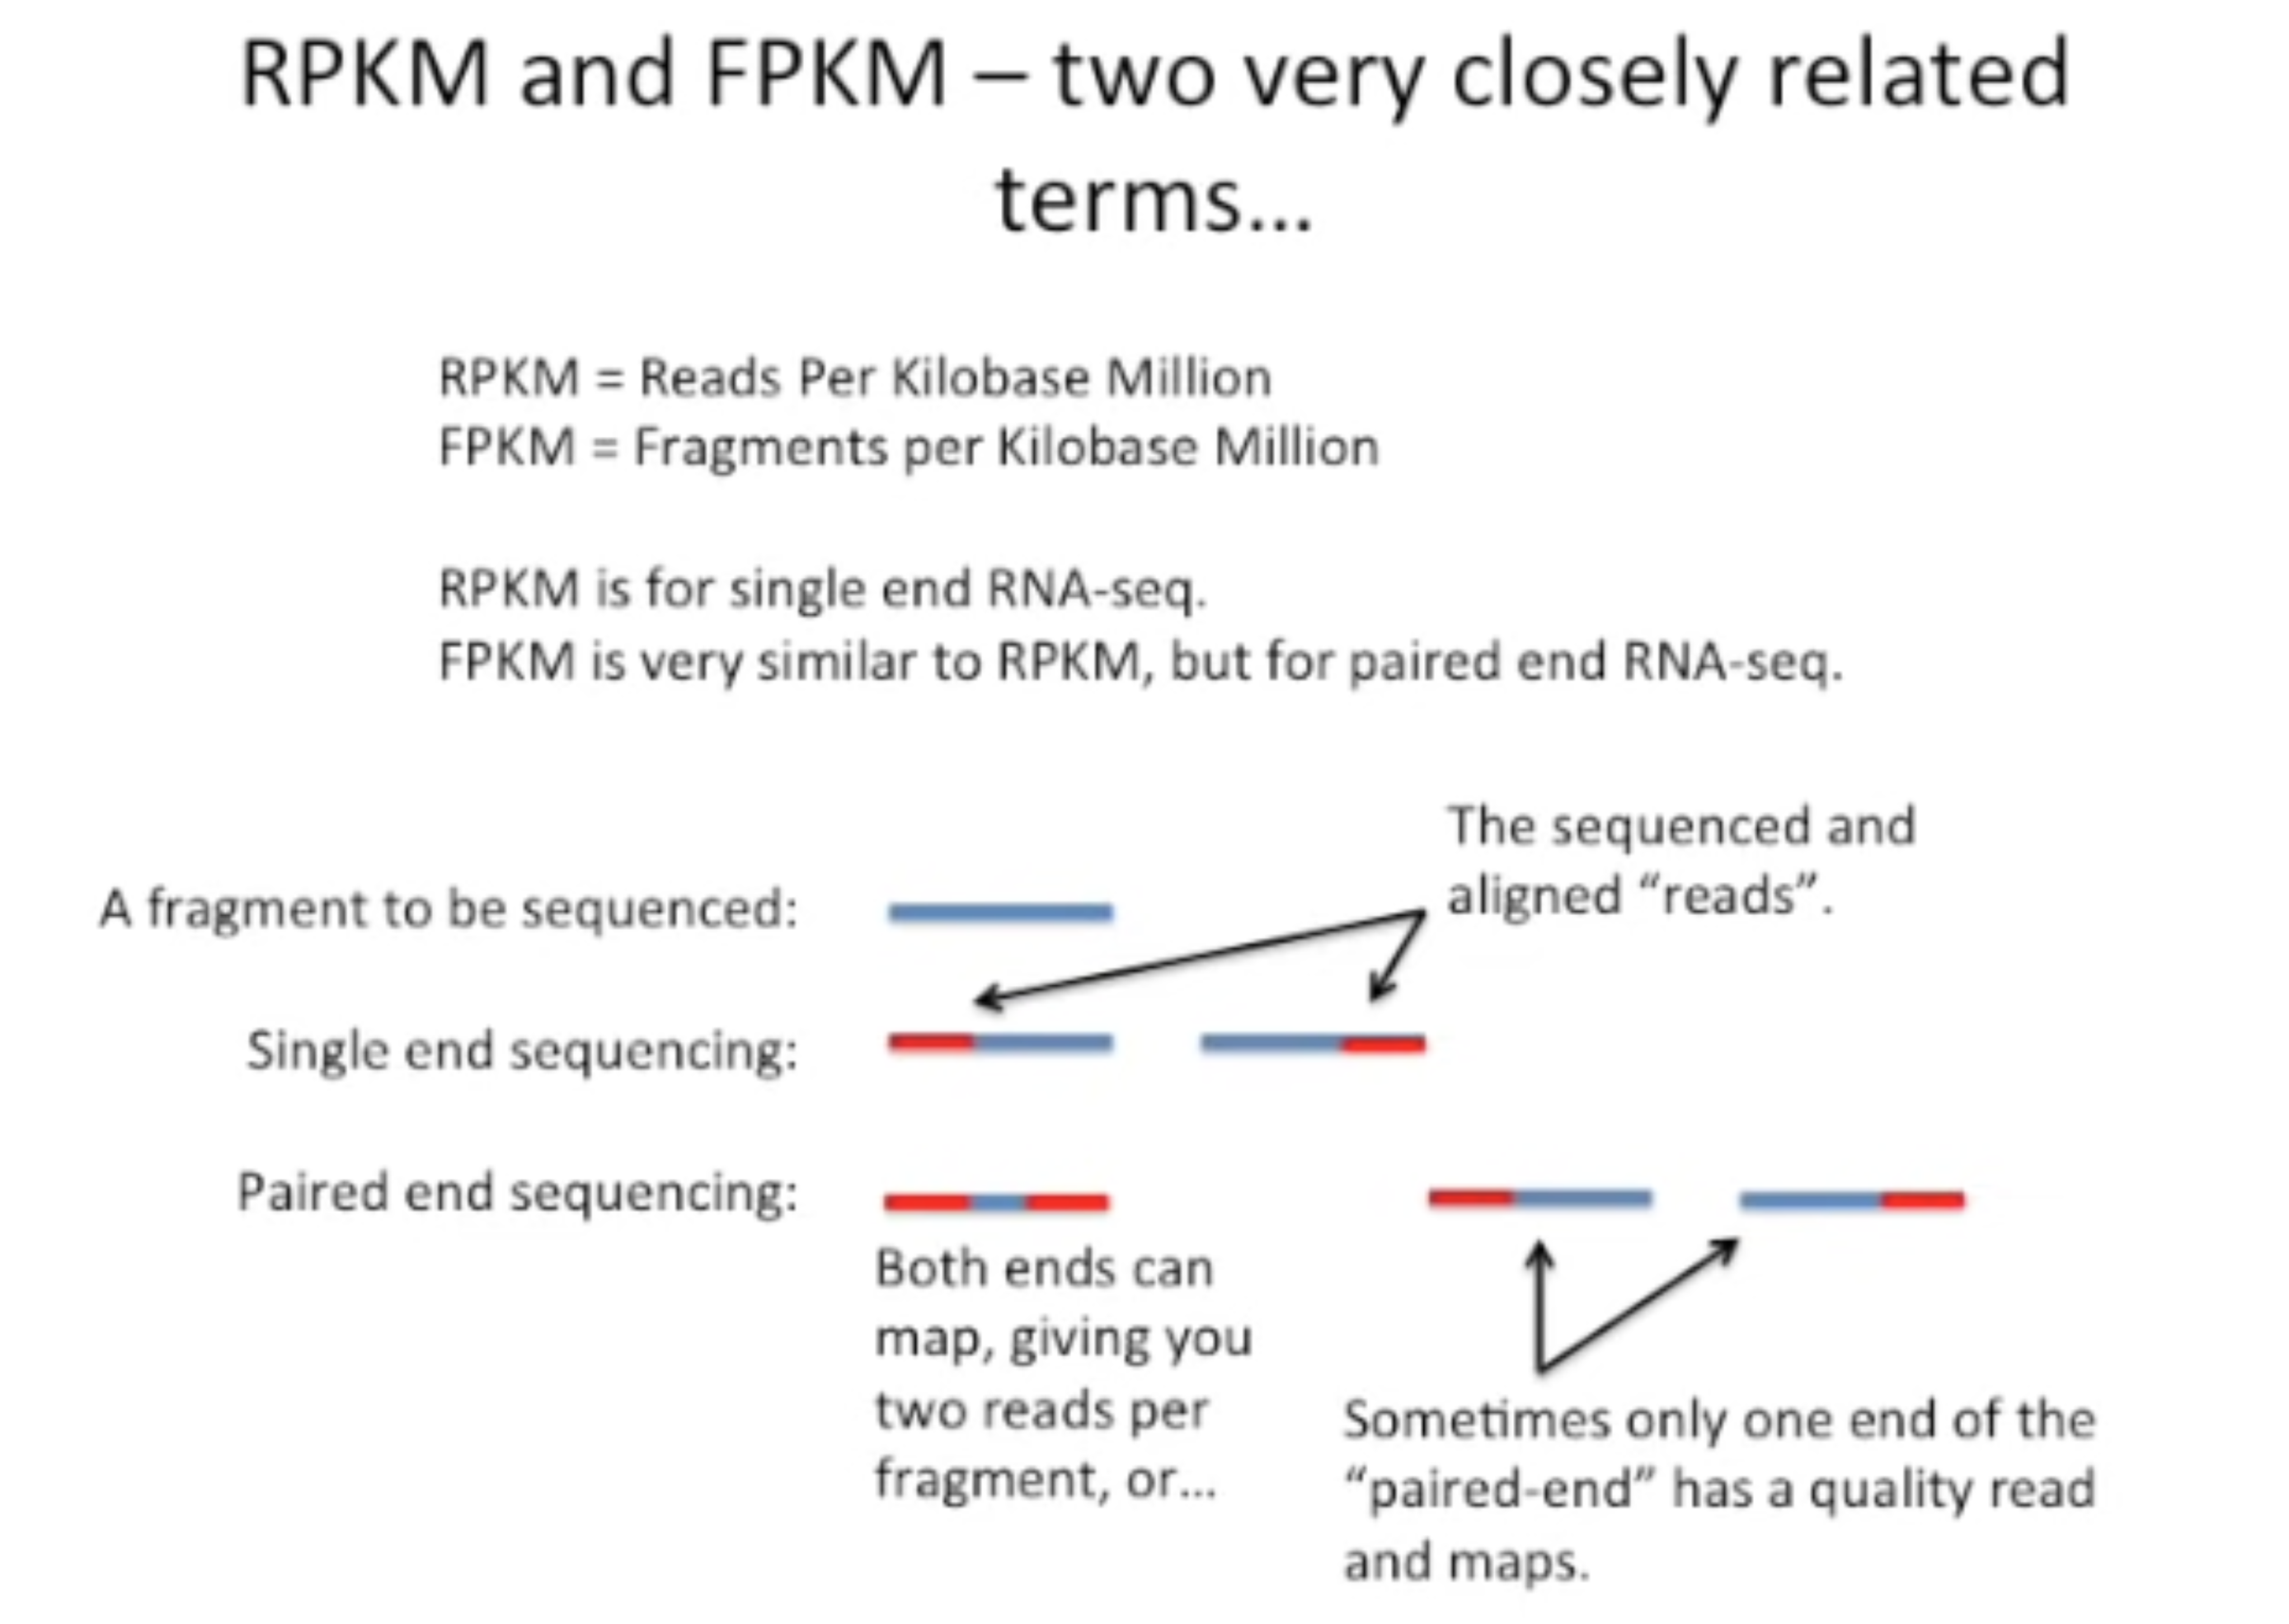 RPKM and FPKM – two very closely related
terms...
RPKM = Reads Per Kilobase Million
FPKM = Fragments per Kilobase Million
RPKM is for single end RNA-seq.
FPKM is very similar to RPKM, but for paired end RNA-seq.
The sequenced and
aligned “reads”.
A fragment to be sequenced:
Single end sequencing:
Paired end sequencing:
Both ends can
map, giving you
two reads per
fragment, or...
Sometimes only one end of the
“paired-end” has a quality read
and maps.